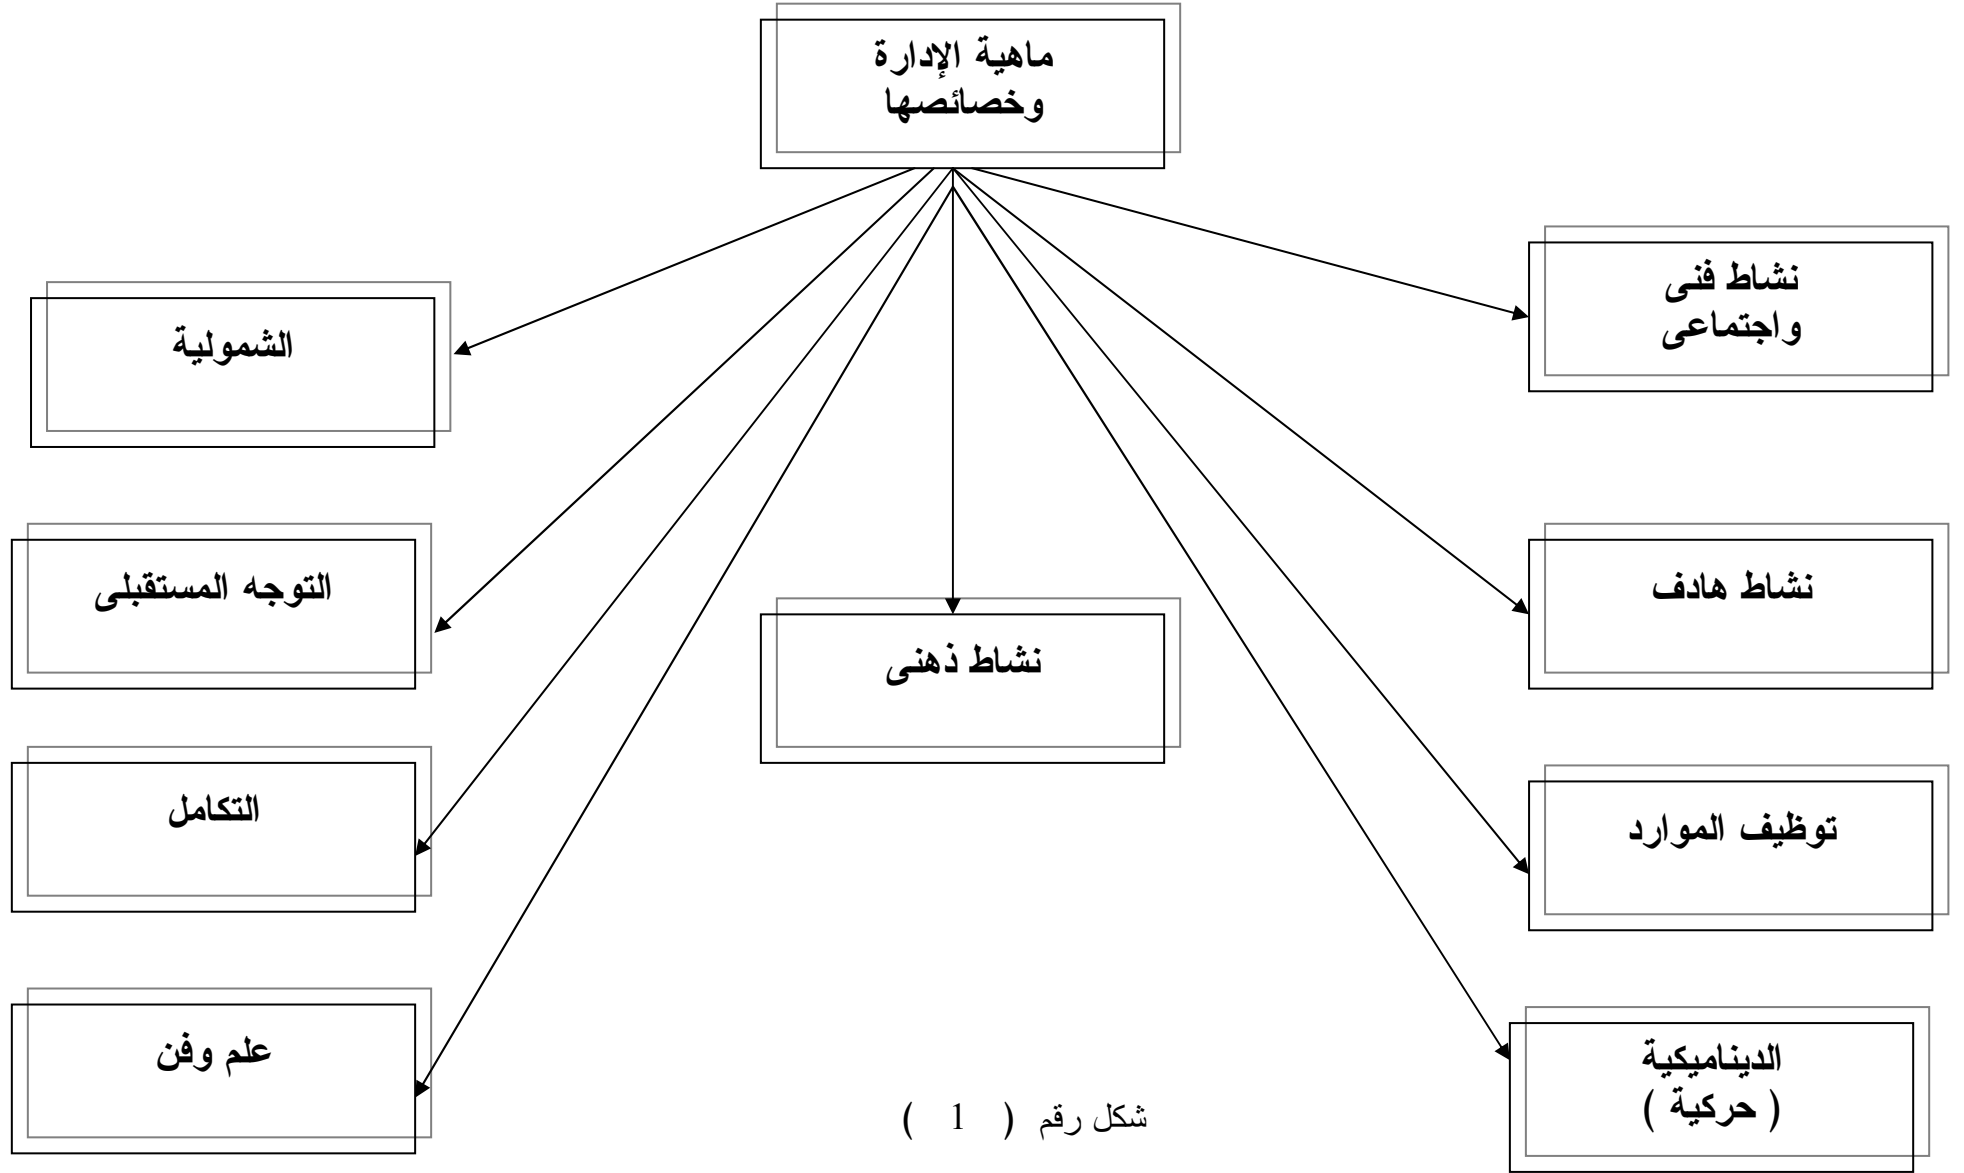 ماهية الإدارة
وخصائصها
نشاط فنى
واجتماعى
الشمولية
نشاط هادف
التوجه المستقبلى
نشاط ذهنى
توظيف الموارد
التكامل
الديناميكية
( حركية )
علم وفن
شكل رقم ( 1 )